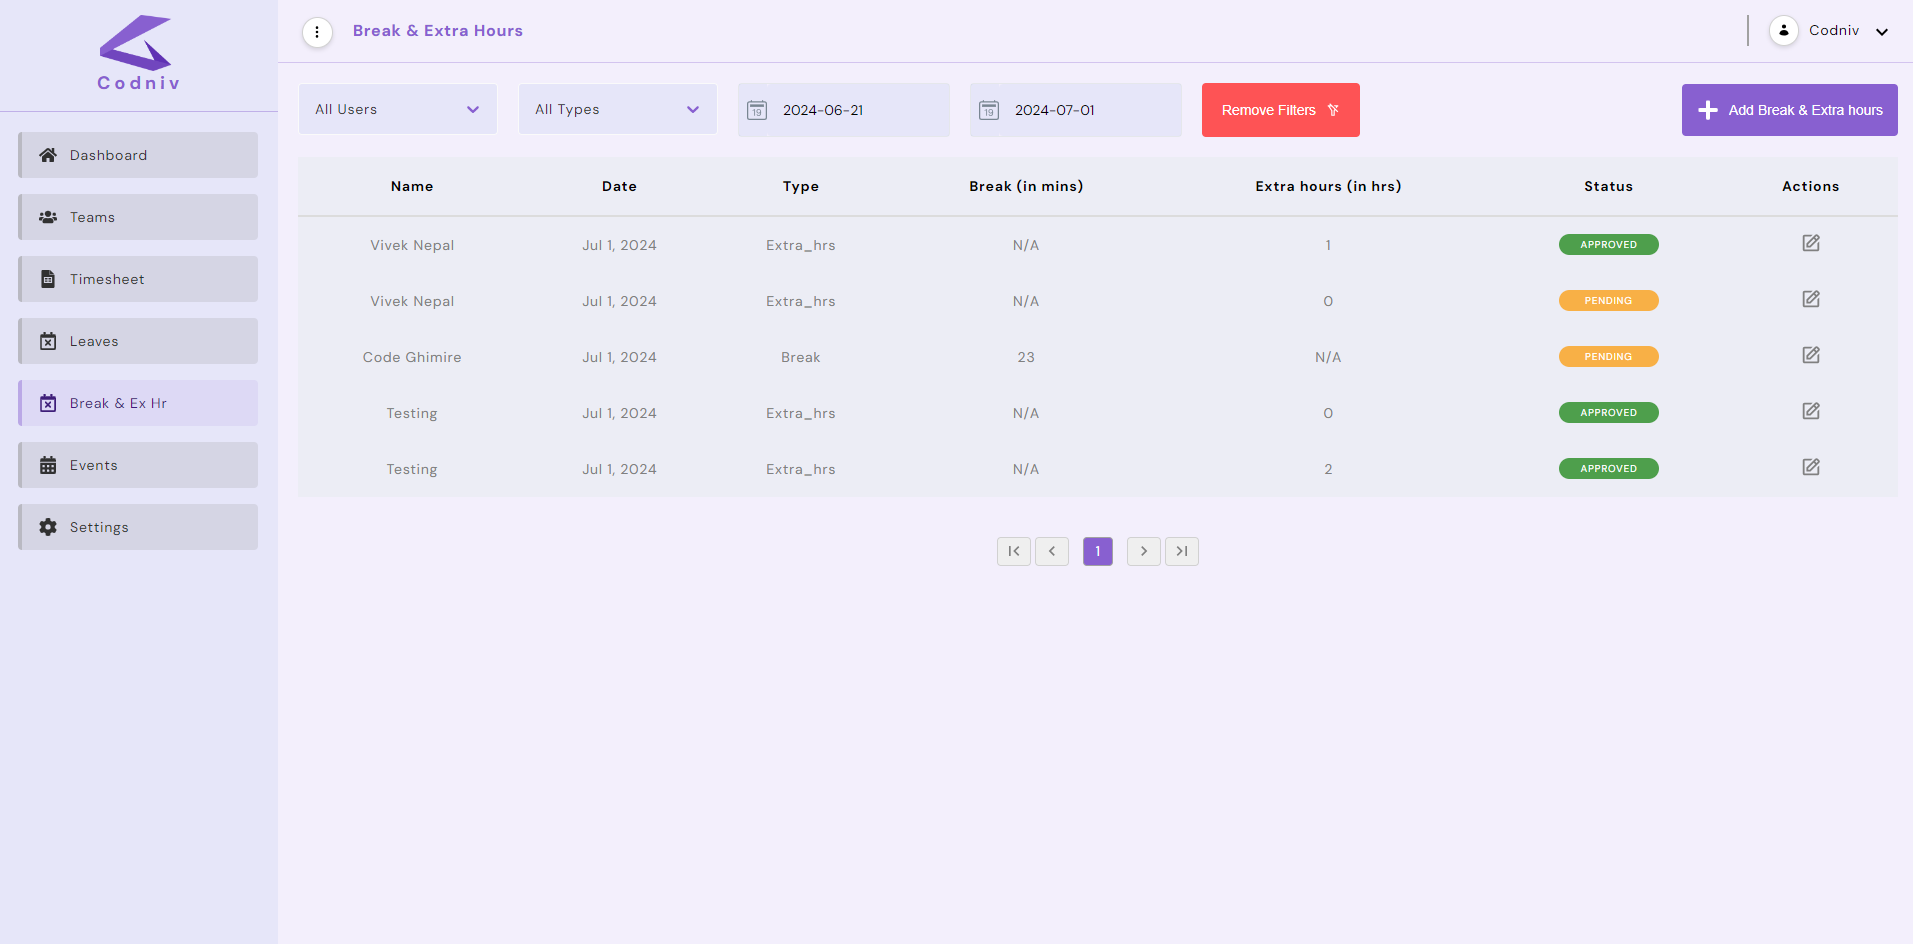 Codniv
Dashboard
Teams
Timesheet
Leaves
Break & Ex Hr
Events
Settings
Break & Extra Hours
Codniv
All Users
All Types
19 2024-06-21
19 2024-07-01
Remove Filters
Add Break & Extra hours
Name Date Type Break (in mins) Extra hours (in hrs) Status Actions
Vivek Nepal Jul 1, 2024 Extra_hrs N/A 1 APPROVED
Vivek Nepal Jul 1, 2024 Extra_hrs N/A 0 PENDING
Code Ghimire Jul 1, 2024 Break 23 N/A PENDING
Testing Jul 1, 2024 Extra_hrs N/A 0 APPROVED
Testing Jul 1, 2024 Extra_hrs N/A 2 APPROVED
1